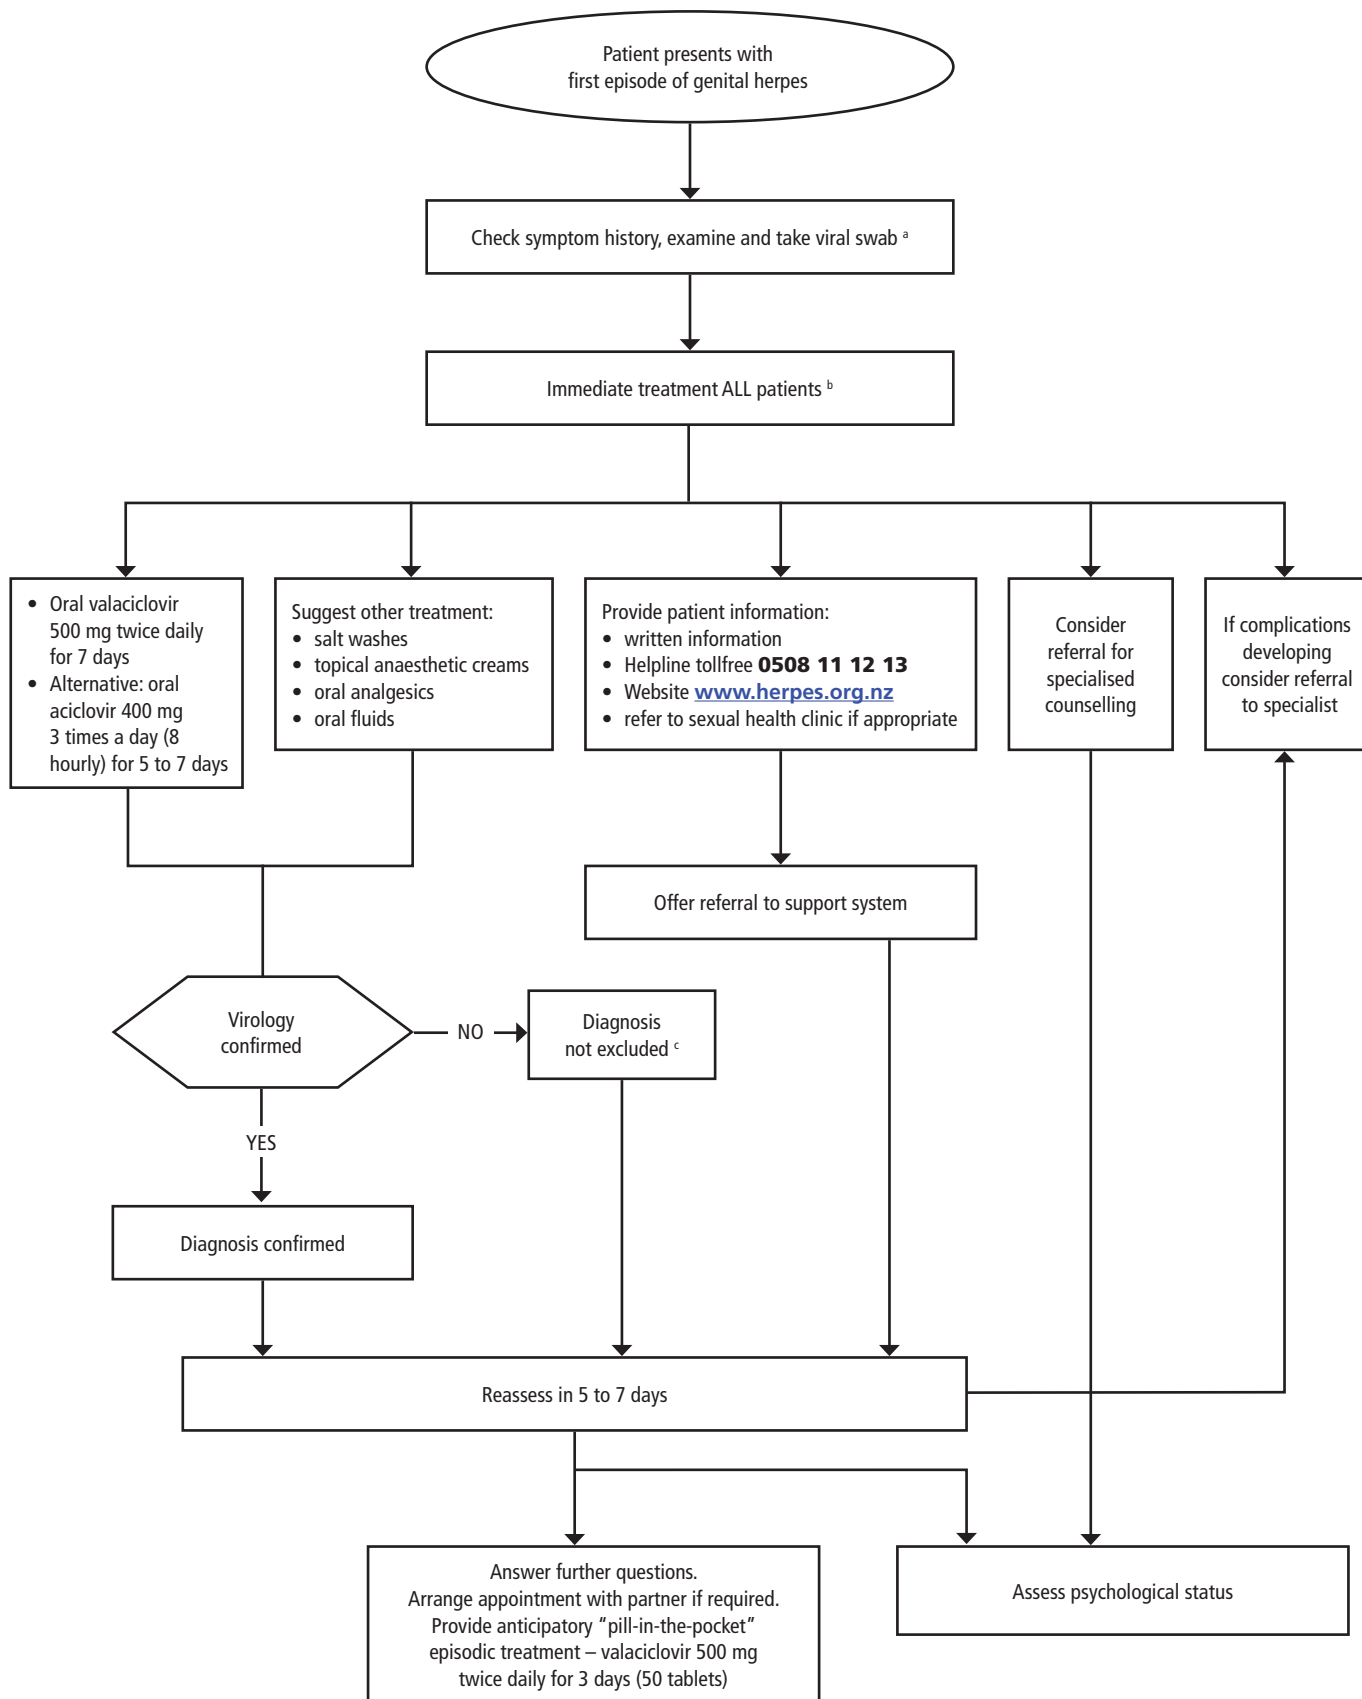 Patient presents with
first episode of genital herpes
Check symptom history, examine and take viral swab a
Immediate treatment ALL patients b
• Oral valaciclovir
500 mg twice daily
for 7 days
• Alternative: oral
aciclovir 400 mg
3 times a day (8
hourly) for 5 to 7 days
Suggest other treatment:
• salt washes
• topical anaesthetic creams
• oral analgesics
• oral fluids
Provide patient information:
• written information
• Helpline tollfree 0508 11 12 13
• Website www.herpes.org.nz
• refer to sexual health clinic if appropriate
Consider
referral for
specialised
counselling
If complications
developing
consider referral
to specialist
Offer referral to support system
Virology
confirmed
NO
Diagnosis
not excluded c
YES
Diagnosis confirmed
Reassess in 5 to 7 days
Answer further questions.
Arrange appointment with partner if required.
Provide anticipatory “pill-in-the-pocket”
episodic treatment – valaciclovir 500 mg
twice daily for 3 days (50 tablets)
Assess psychological status